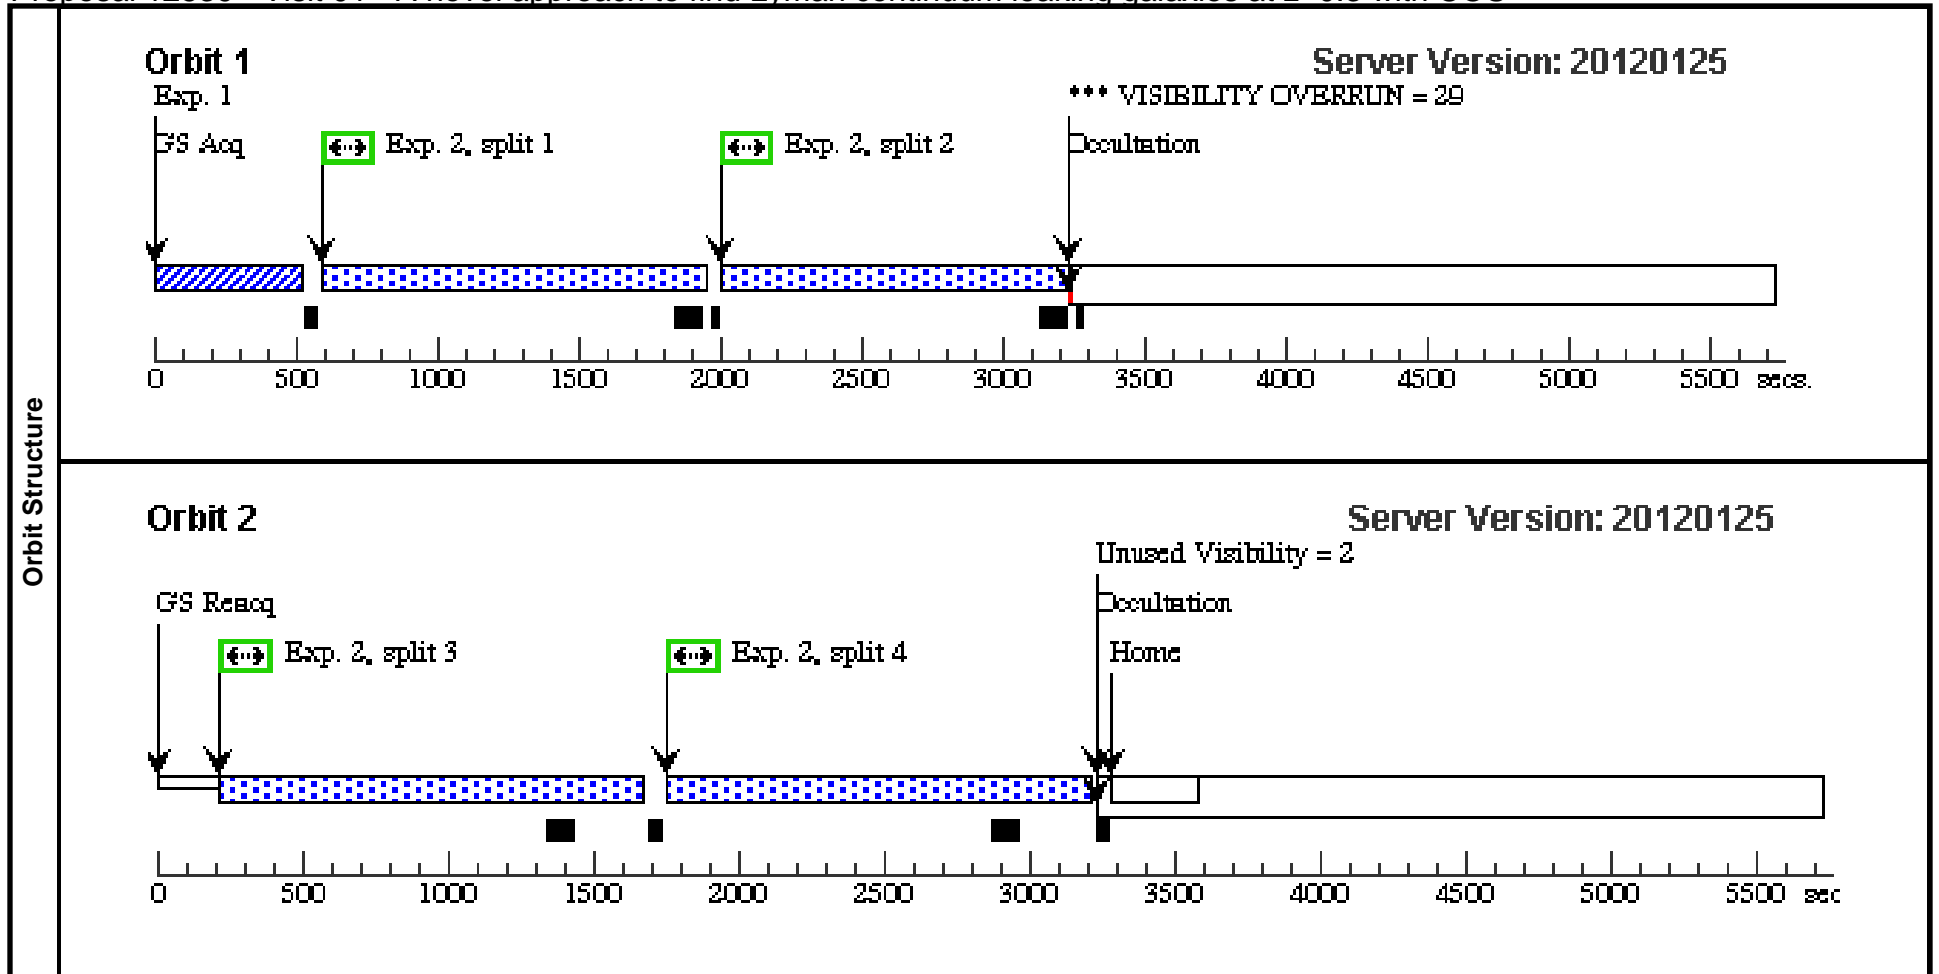 Orbit Structure
Orbit 1
Server Version: 20120125
Exp. 1
*** VISIBILITY OVERRUN = 29
GS Acq
Exp. 2, split 1
Exp. 2, split 2
Occultation
0 500 1000 1500 2000 2500 3000 3500 4000 4500 5000 5500 secs.
Orbit 2
Server Version: 20120125
Unused Visibility = 2
GS Reacq
Occultation
Exp. 2, split 3
Exp. 2, split 4
Home
0 500 1000 1500 2000 2500 3000 3500 4000 4500 5000 5500 sec